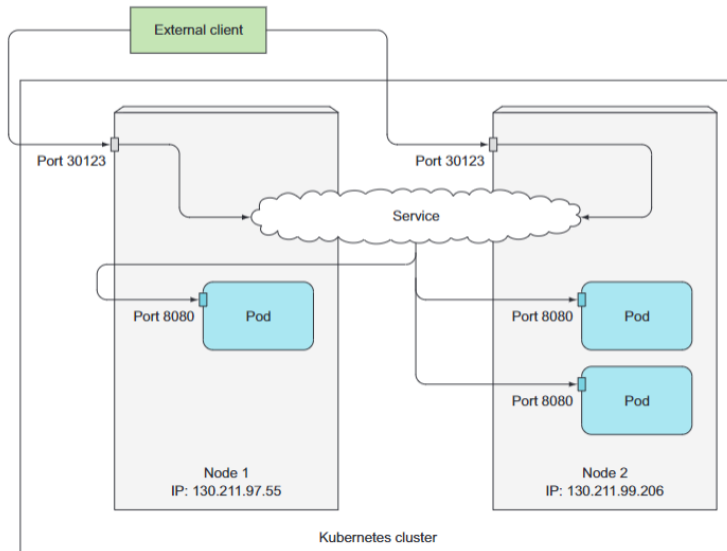 External client
Port 30123
Port 30123
Service
Port 8080
Pod
Port 8080
Pod
Port 8080
Pod
Node 1
IP: 130.211.97.55
Node 2
IP: 130.211.99.206
Kubernetes cluster